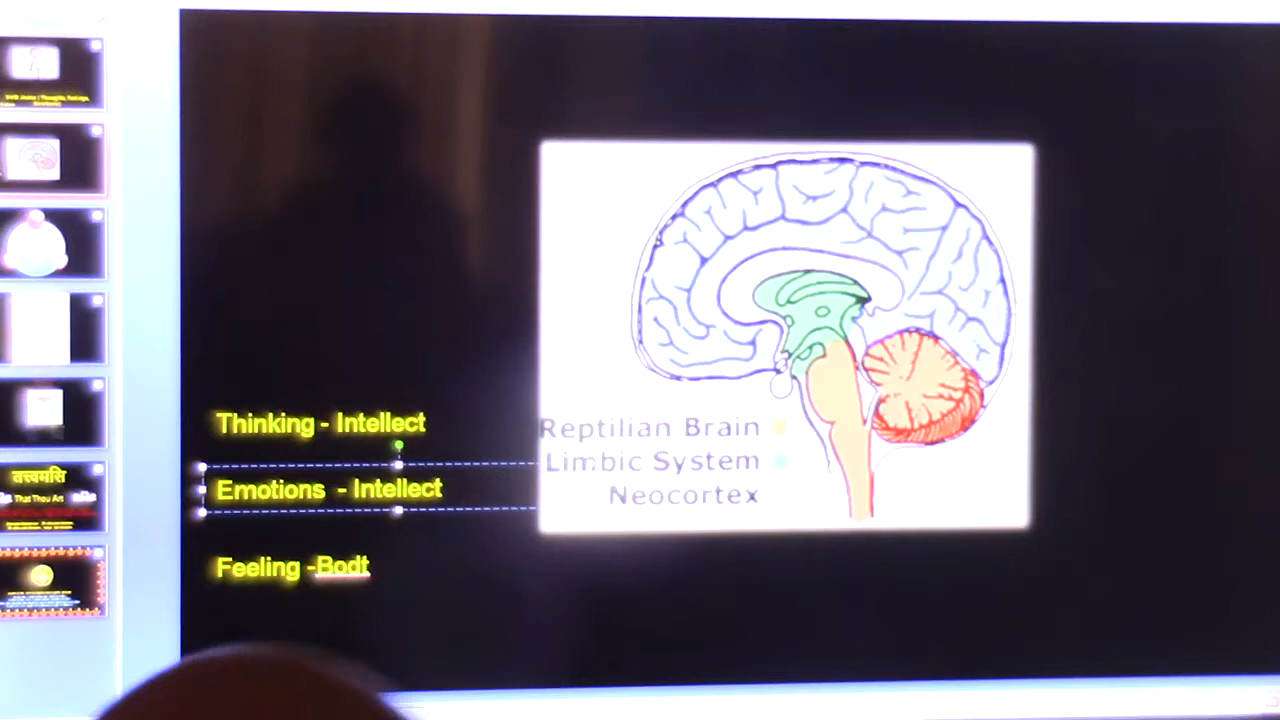 Thinking - Intellect
Emotions - Intellect
Feeling -Bodt
Reptilian Brain
Limbic System
Neocortex
तत्त्वमसि
That Thou Art